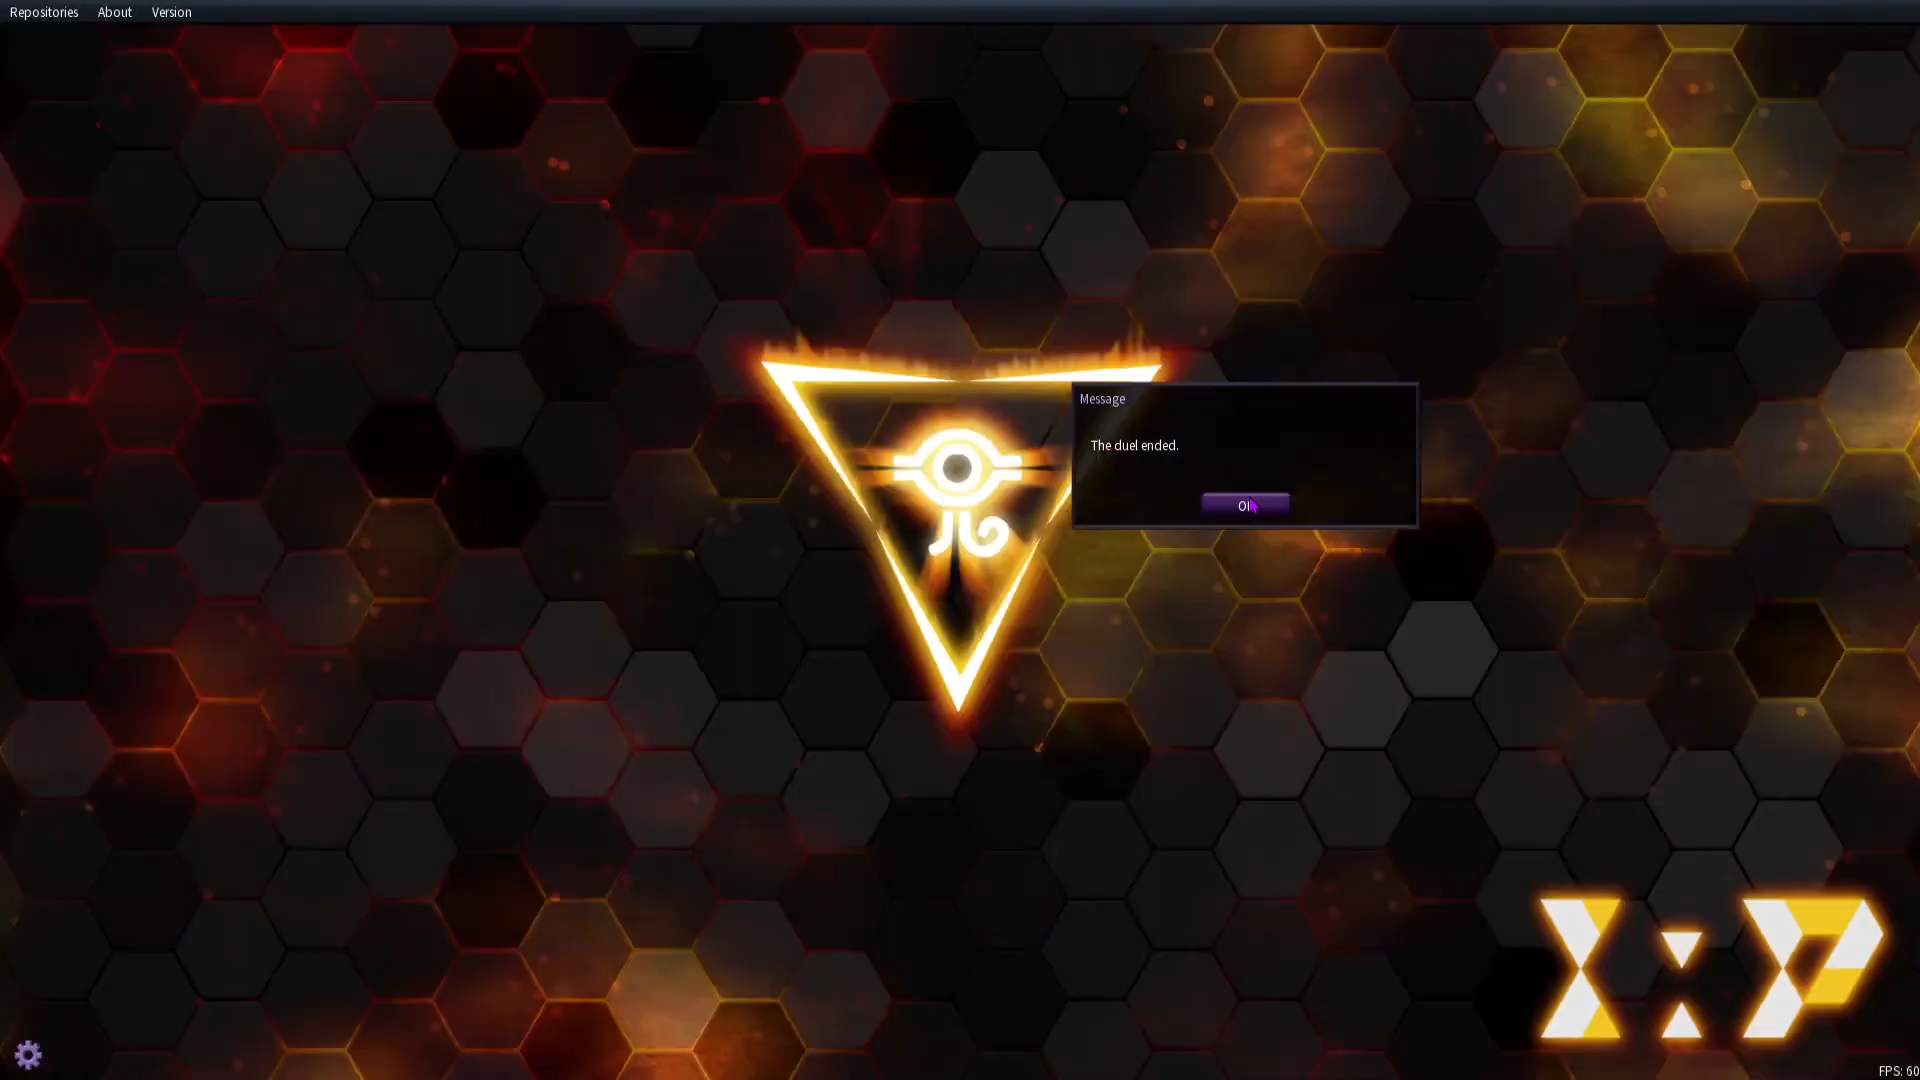 Repositories About Version
Message
The duel ended.
OK
I:P
FPS: 60